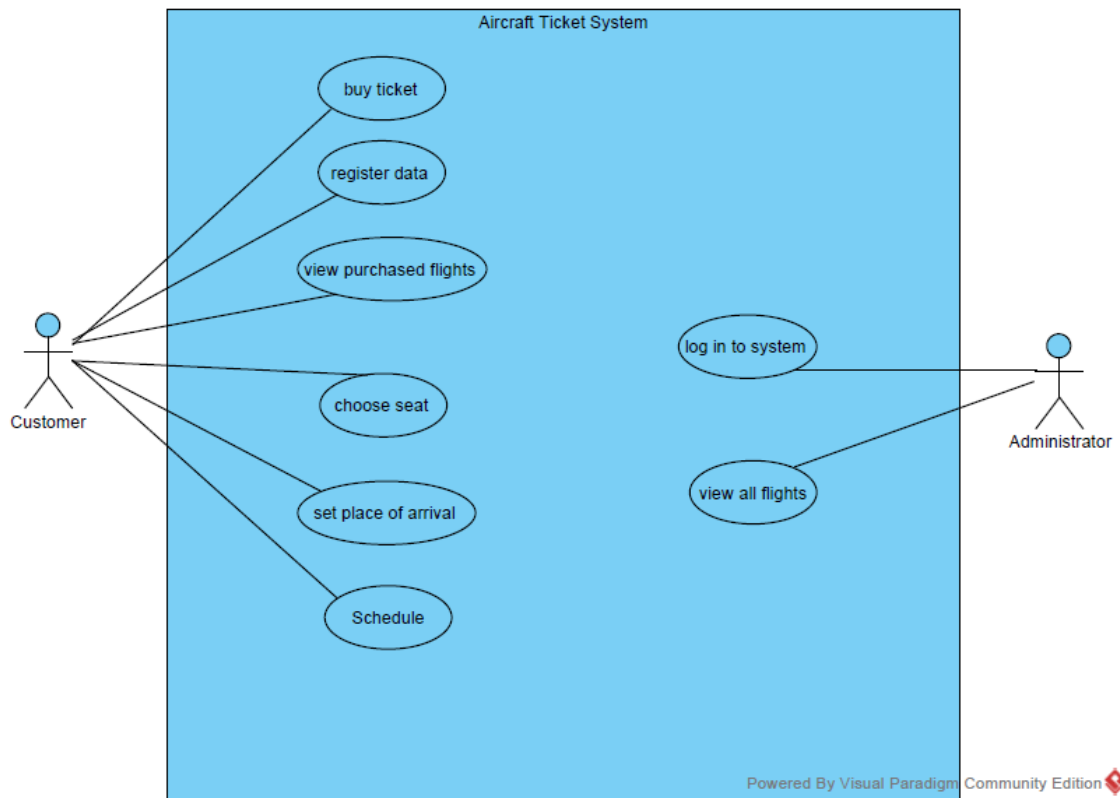 Aircraft Ticket System
buy ticket
register data
view purchased flights
log in to system
Customer
choose seat
Administrator
view all flights
set place of arrival
Schedule
Powered By Visual Paradigm Community Edition